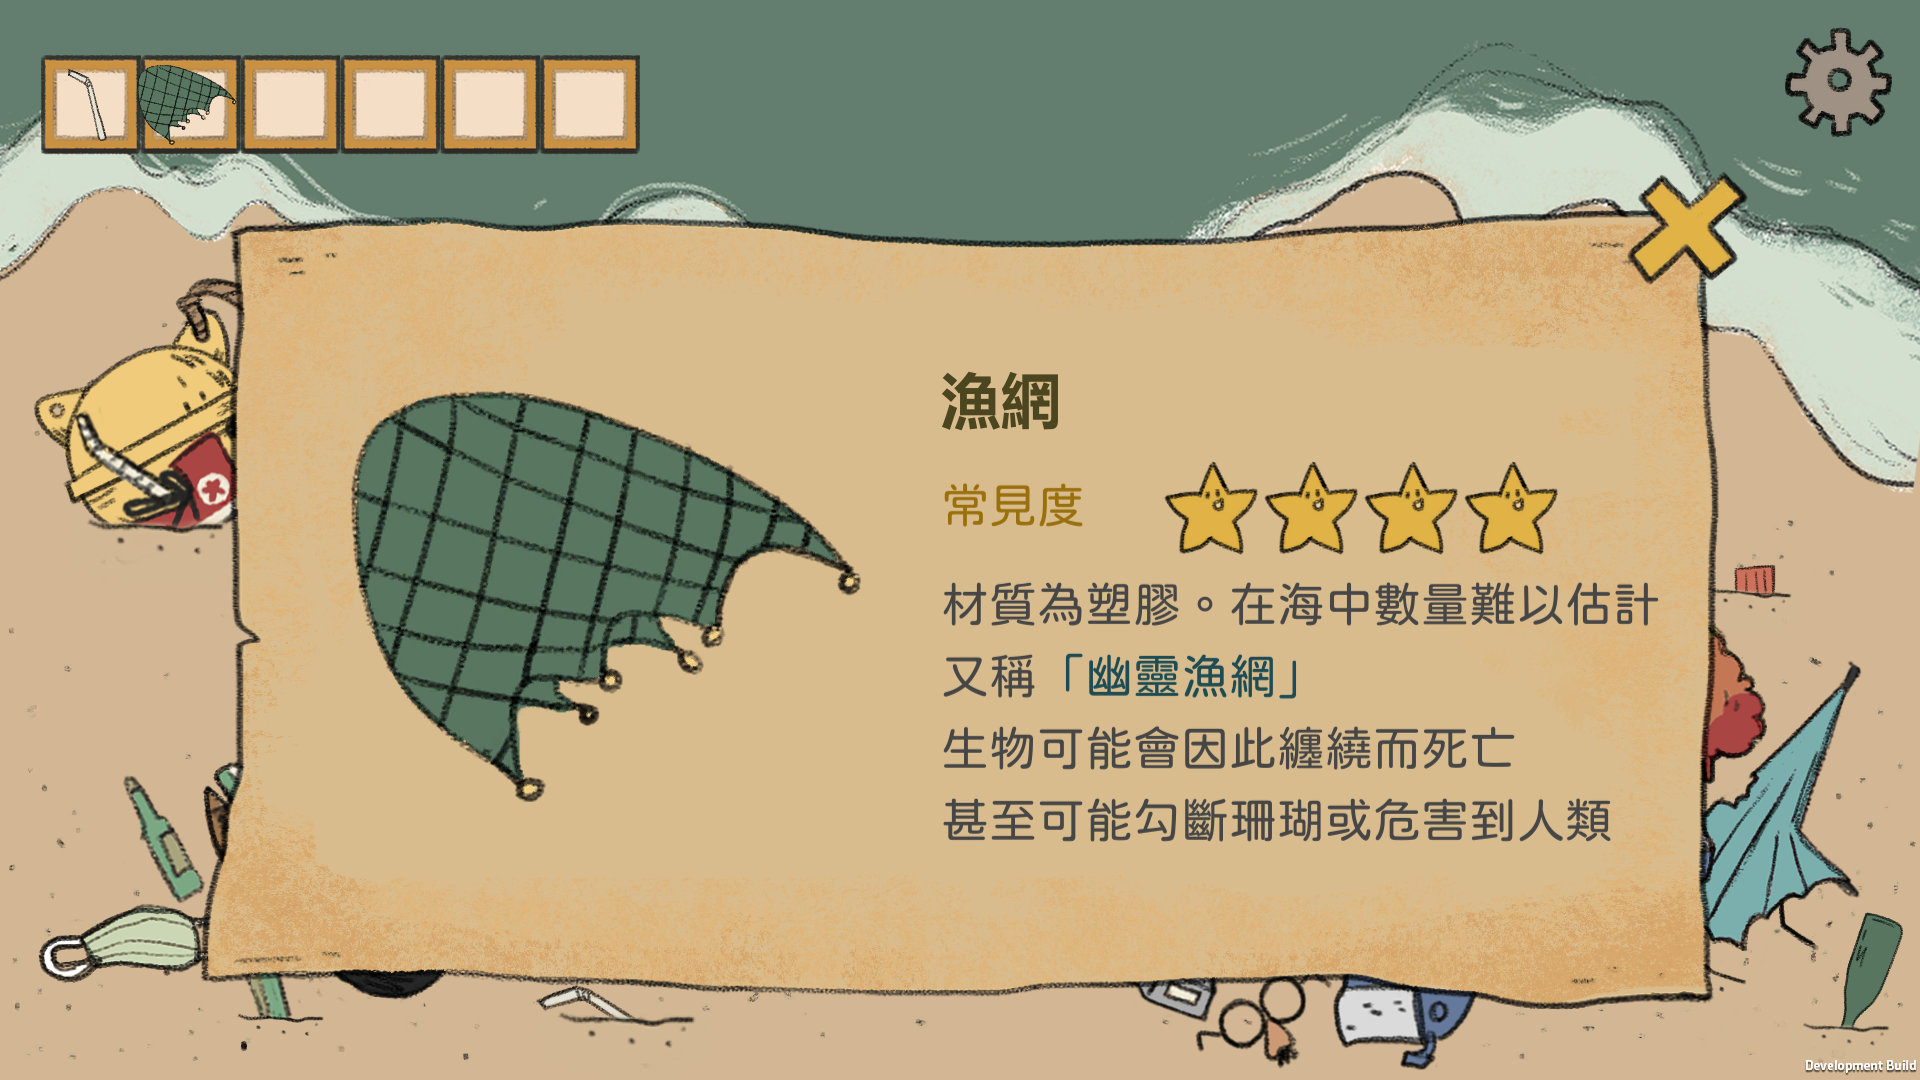 漁網
常見度
材質為塑膠。在海中數量難以估計
又稱「幽靈漁網」
生物可能會因此纏繞而死亡
甚至可能勾斷珊瑚或危害到人類
Development Build